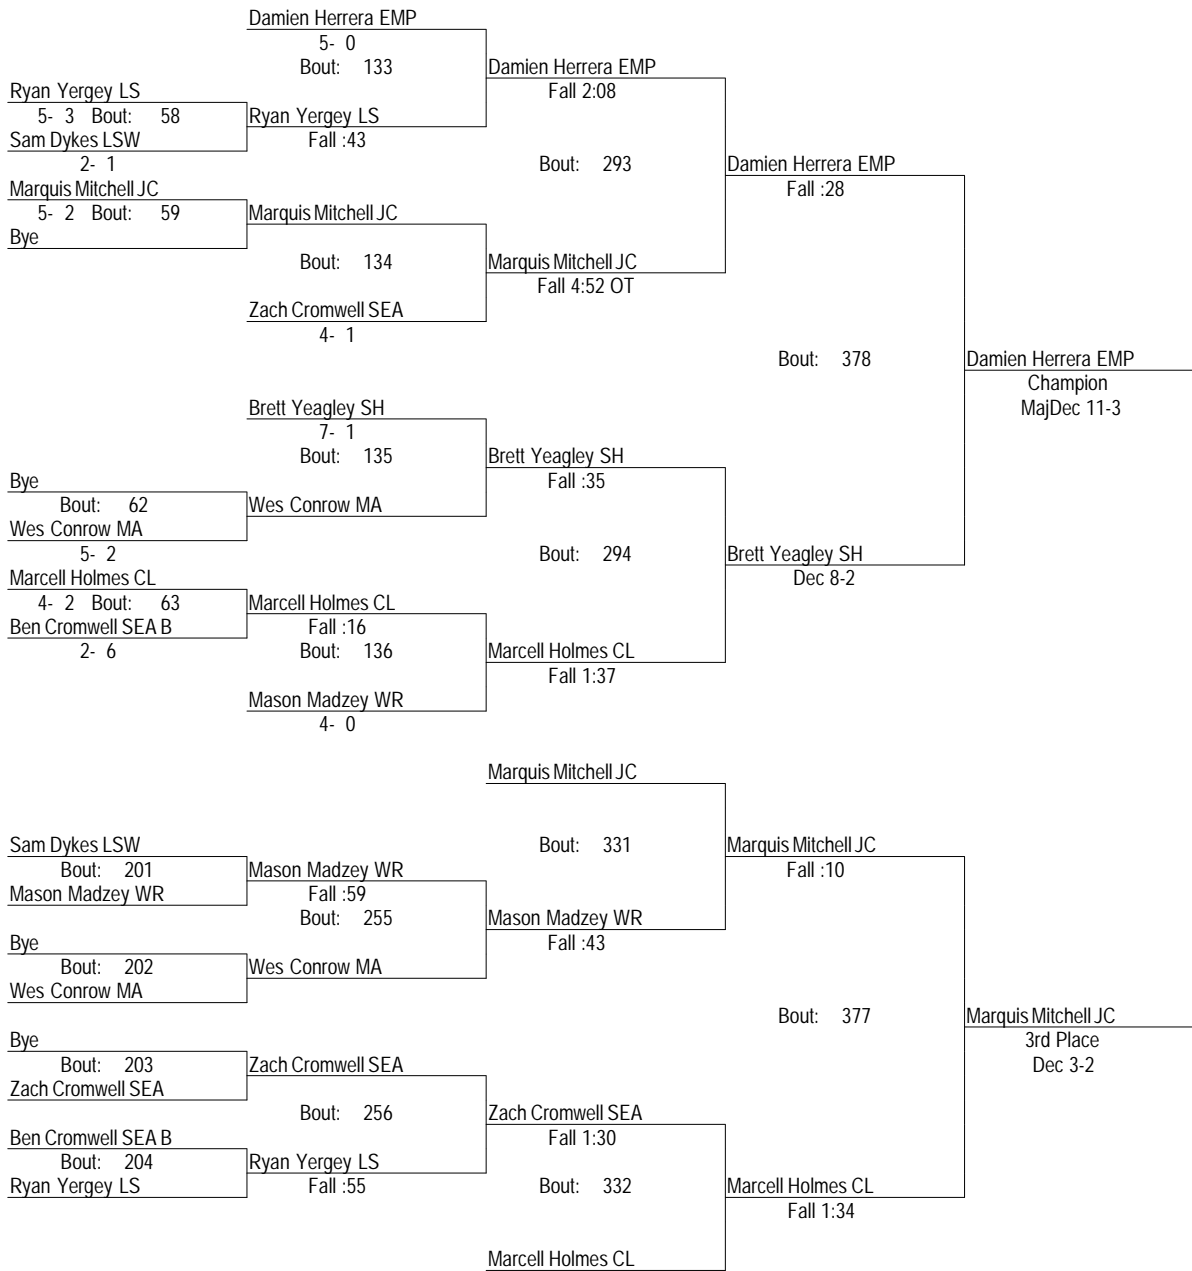 Damien Herrera EMP
5- 0
Bout: 133
Damien Herrera EMP
Fall 2:08
Ryan Yergey LS
5- 3 Bout: 58
Ryan Yergey LS
Sam Dykes LSW
Fall :43
2- 1
Bout: 293
Damien Herrera EMP
Fall :28
Marquis Mitchell JC
5- 2 Bout: 59
Marquis Mitchell JC
Bye
Bout: 134
Marquis Mitchell JC
Fall 4:52 OT
Zach Cromwell SEA
4- 1
Bout: 378
Damien Herrera EMP
Champion
MajDec 11-3
Brett Yeagley SH
7- 1
Bout: 135
Brett Yeagley SH
Fall :35
Bye
Bout: 62
Wes Conrow MA
Wes Conrow MA
5- 2
Bout: 294
Brett Yeagley SH
Dec 8-2
Marcell Holmes CL
4- 2 Bout: 63
Marcell Holmes CL
Ben Cromwell SEA B
Fall :16
2- 6
Bout: 136
Marcell Holmes CL
Fall 1:37
Mason Madzey WR
4- 0
Marquis Mitchell JC
Sam Dykes LSW
Bout: 331
Marquis Mitchell JC
Bout: 201
Mason Madzey WR
Fall :10
Mason Madzey WR
Fall :59
Bout: 255
Mason Madzey WR
Fall :43
Bye
Bout: 202
Wes Conrow MA
Wes Conrow MA
Bout: 377
Marquis Mitchell JC
3rd Place
Dec 3-2
Bye
Bout: 203
Zach Cromwell SEA
Zach Cromwell SEA
Bout: 256
Zach Cromwell SEA
Fall 1:30
Ben Cromwell SEA B
Bout: 204
Ryan Yergey LS
Ryan Yergey LS
Fall :55
Bout: 332
Marcell Holmes CL
Fall 1:34
Marcell Holmes CL